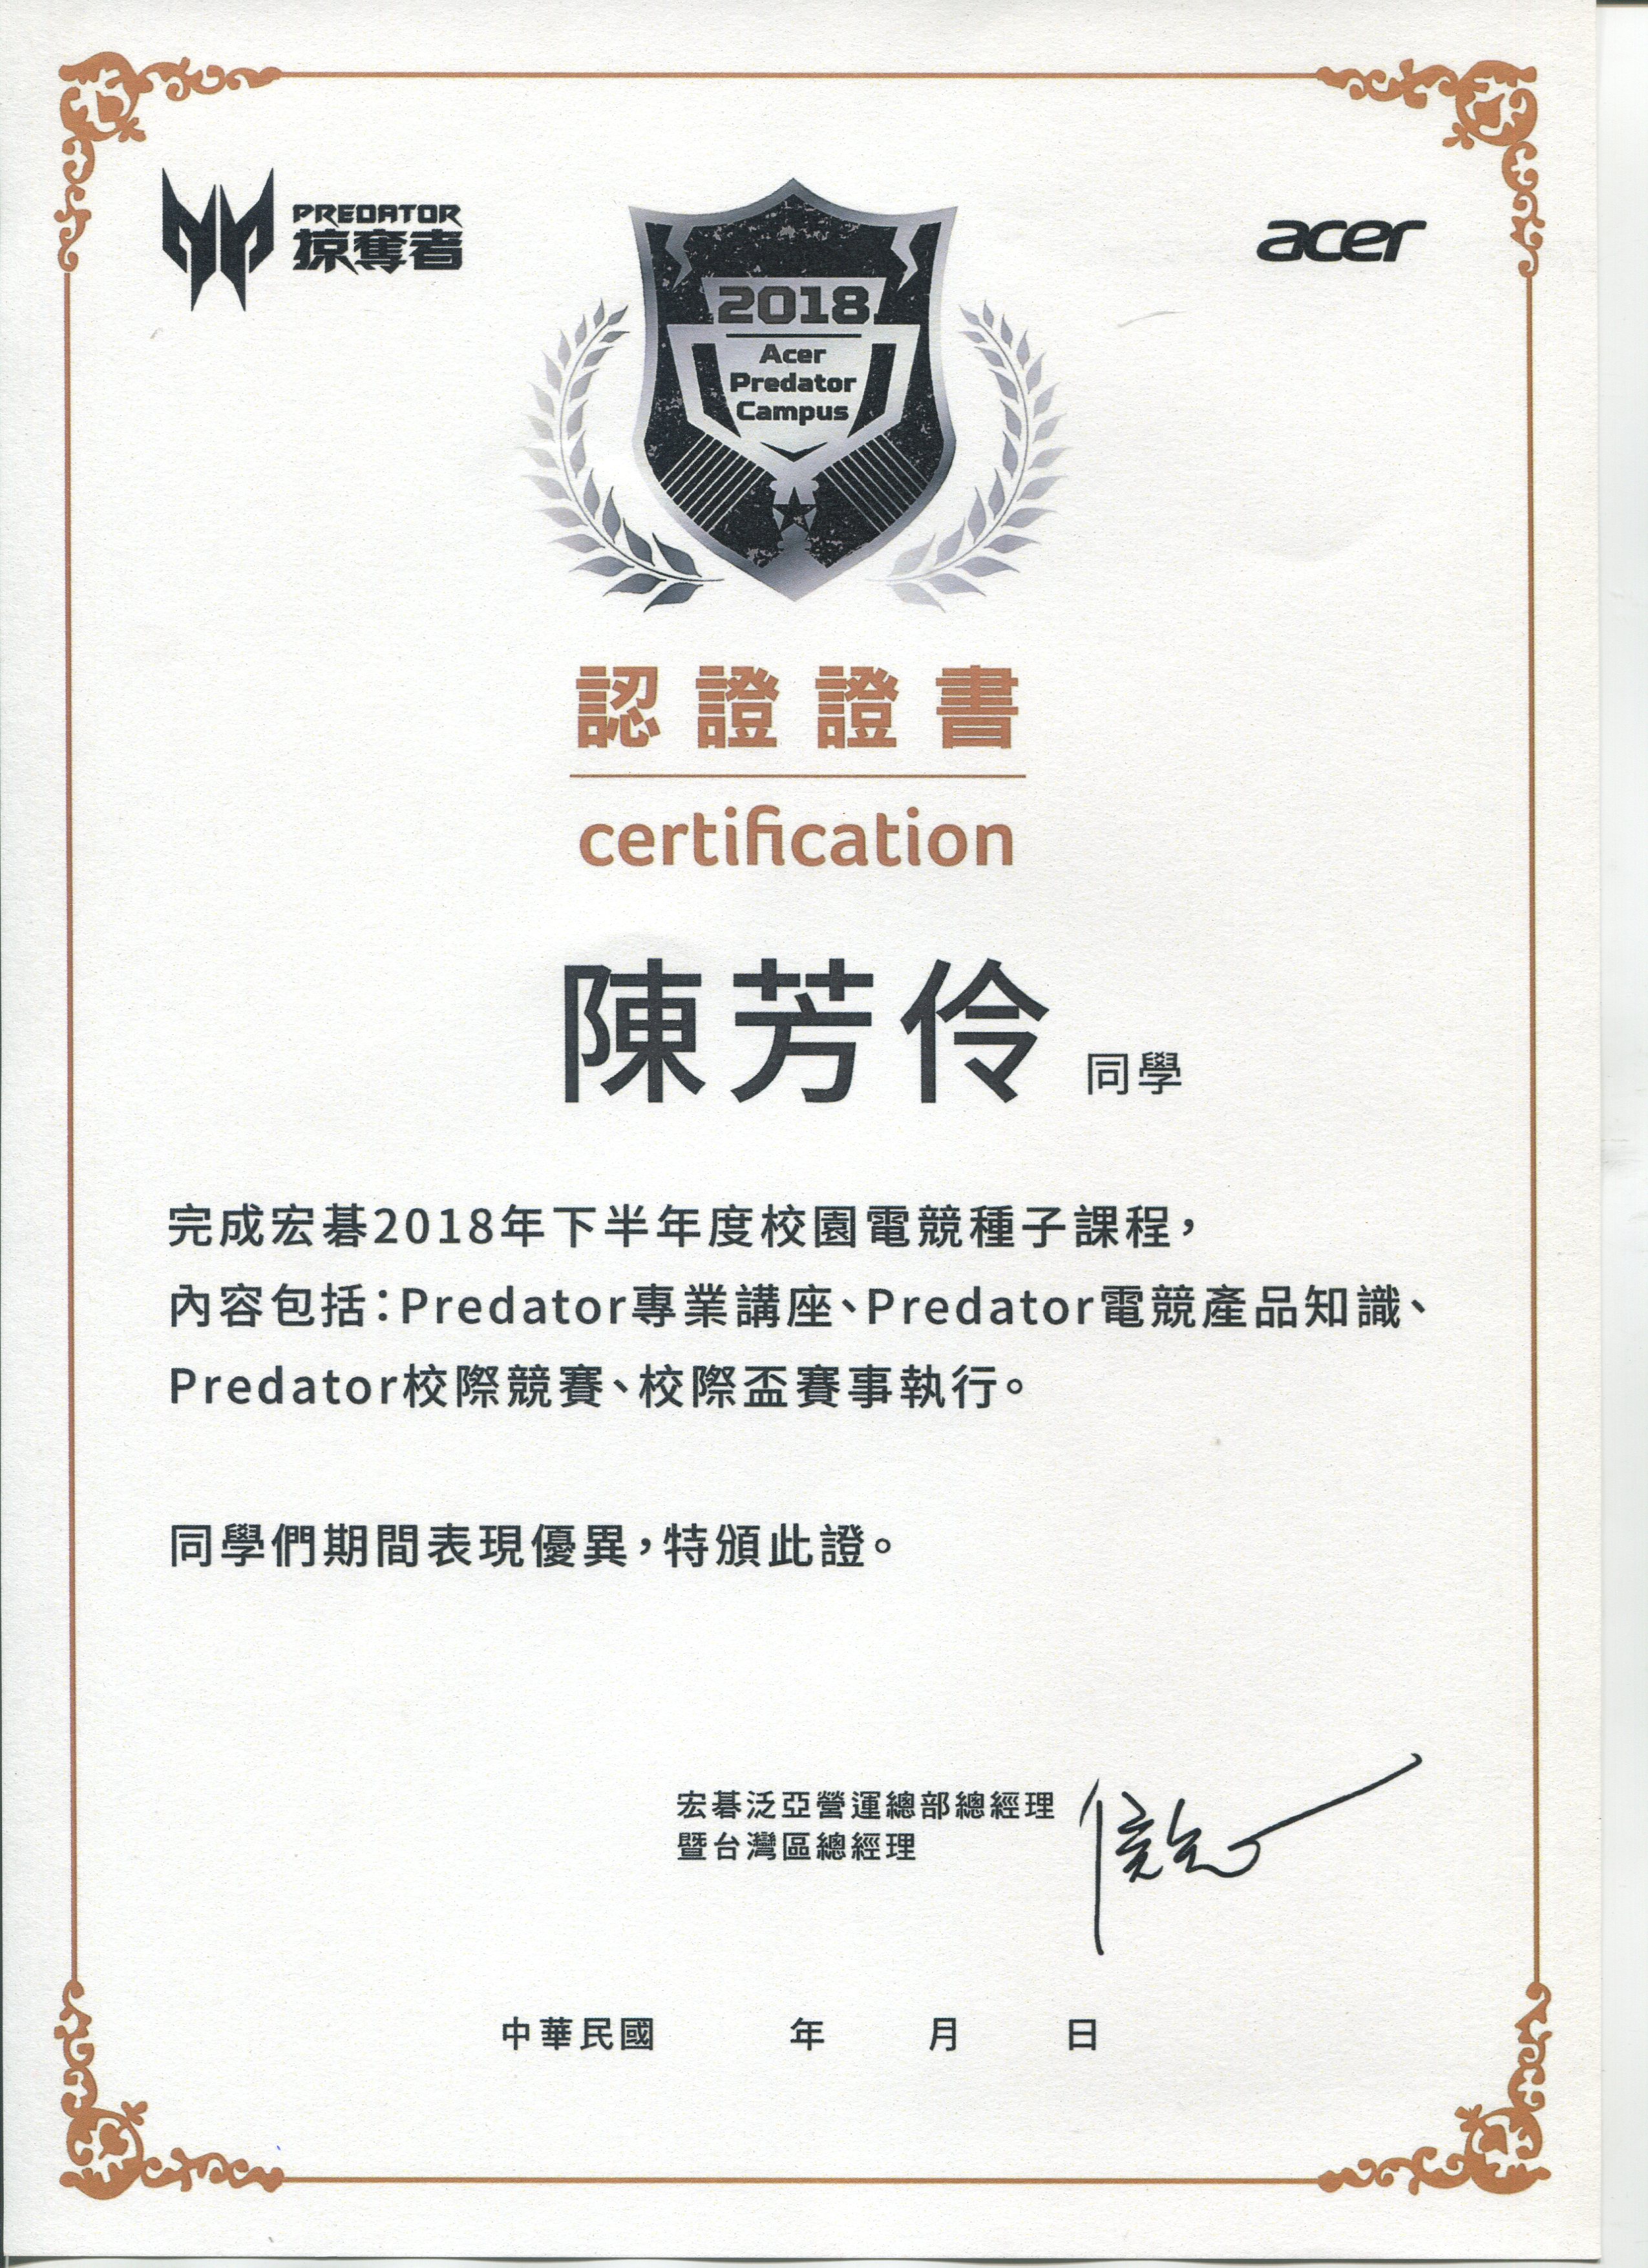 PREDATOR
掠奪者
acer
2018
Acer
Predator
Campus
認證證書
certification
陳芳伶 同學
完成宏碁2018年下半年度校園電競種子課程，
內容包括：Predator專業講座、Predator電競產品知識、
Predator校際競賽、校際盃賽事執行。
同學們期間表現優異，特頒此證。
宏碁泛亞營運總部總經理
暨台灣區總經理
中華民國 年 月 日